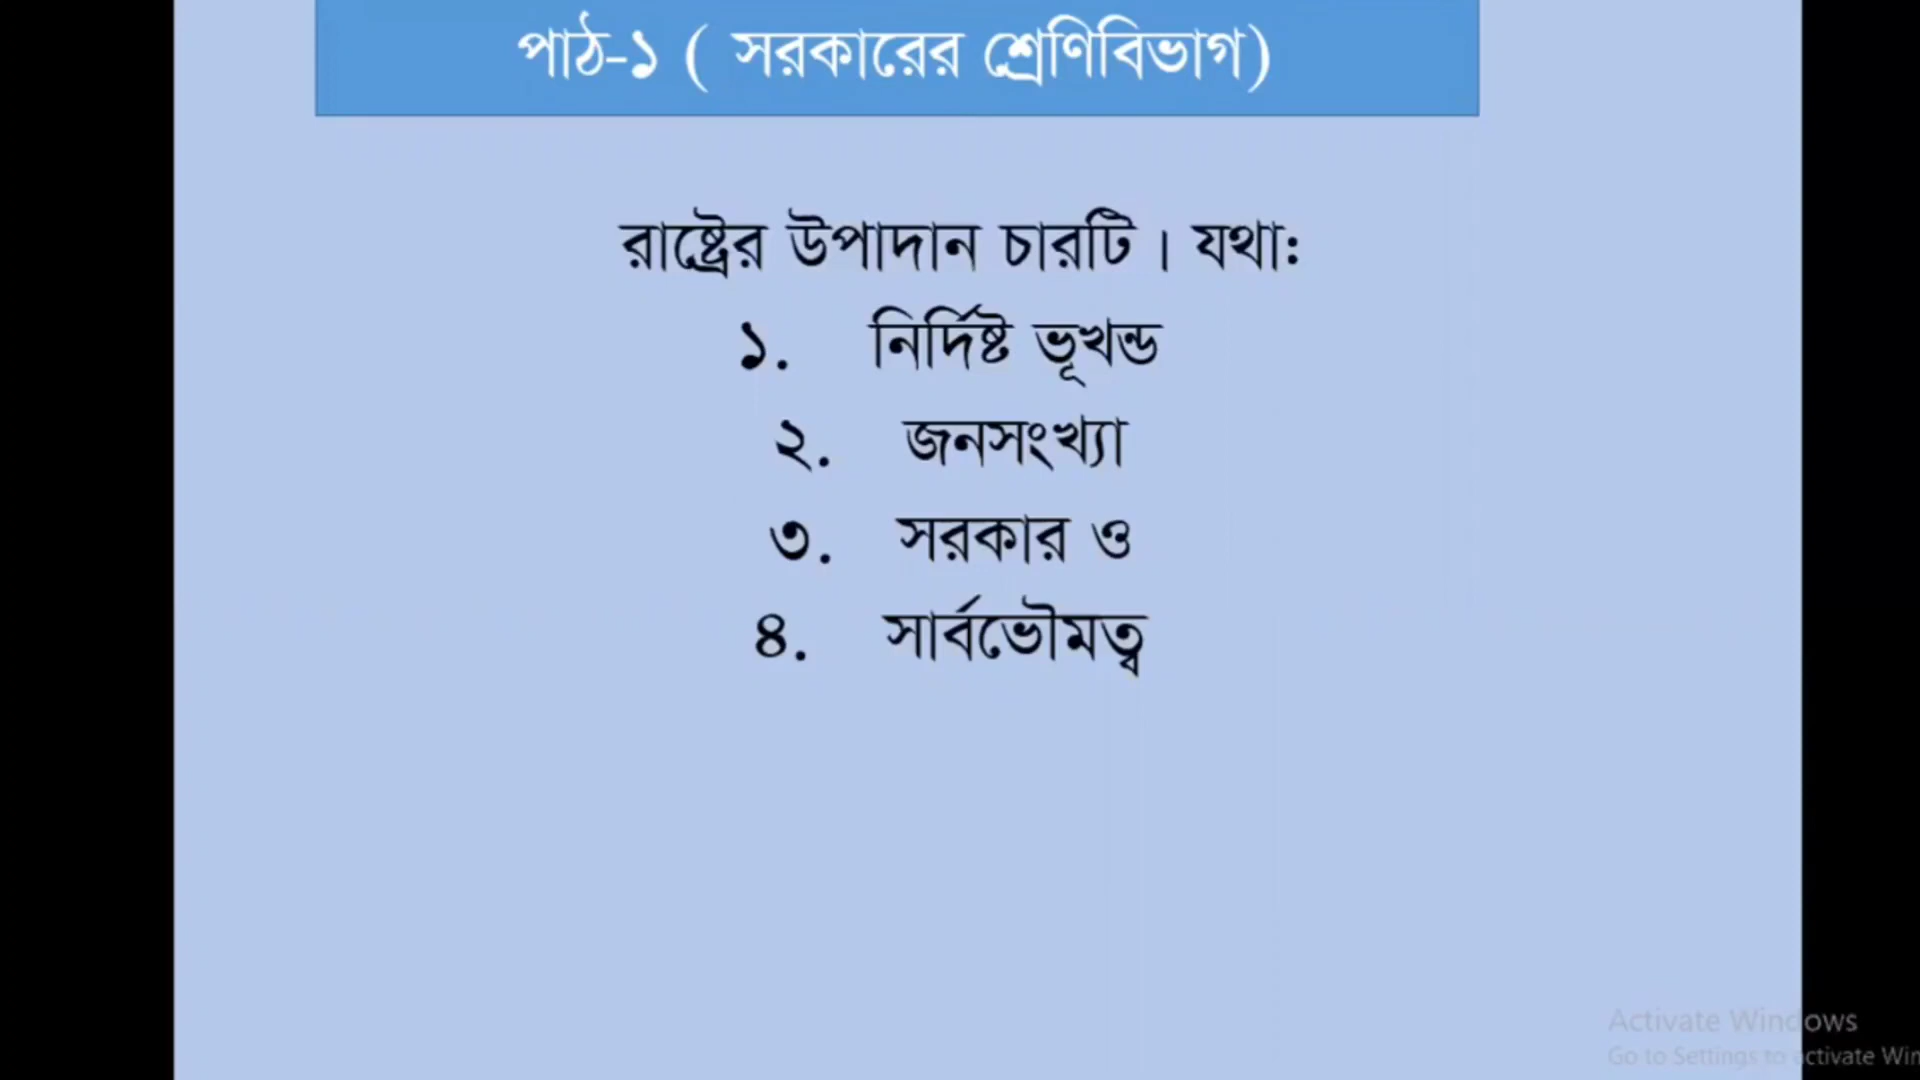 পাঠ-১ ( সরকারের শ্রেণিবিভাগ)
রাষ্ট্রের উপাদান চারটি । যথাঃ
১. নির্দিষ্ট ভূখন্ড
২. জনসংখ্যা
৩. সরকার ও
৪. সার্বভৌমত্ব
Activate Windows
Go to Settings to activate Win